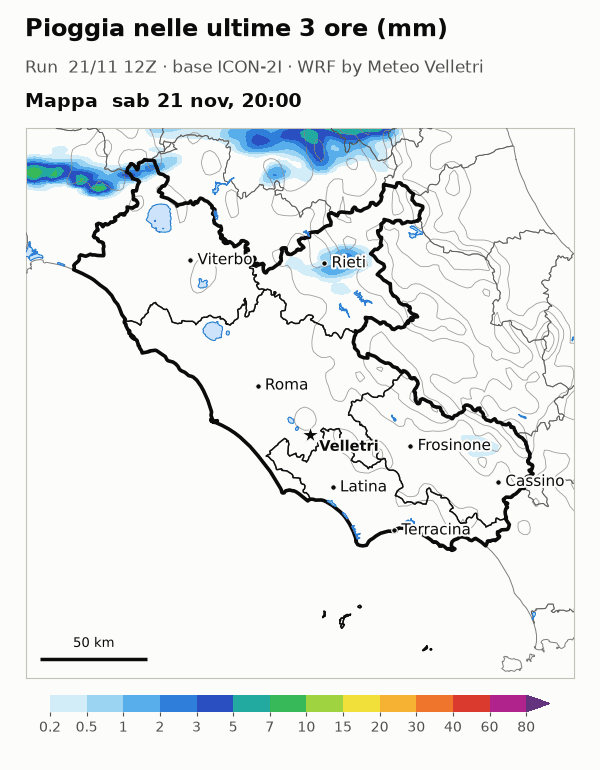 Pioggia nelle ultime 3 ore (mm)
Run  21/11 12Z · base ICON-2I · WRF by Meteo Velletri
Mappa  sab 21 nov, 20:00
Viterbo
Rieti
Roma
Velletri
Frosinone
Latina
Cassino
Terracina
50 km
0.2 0.5 1 2 3 5 7 10 15 20 30 40 60 80